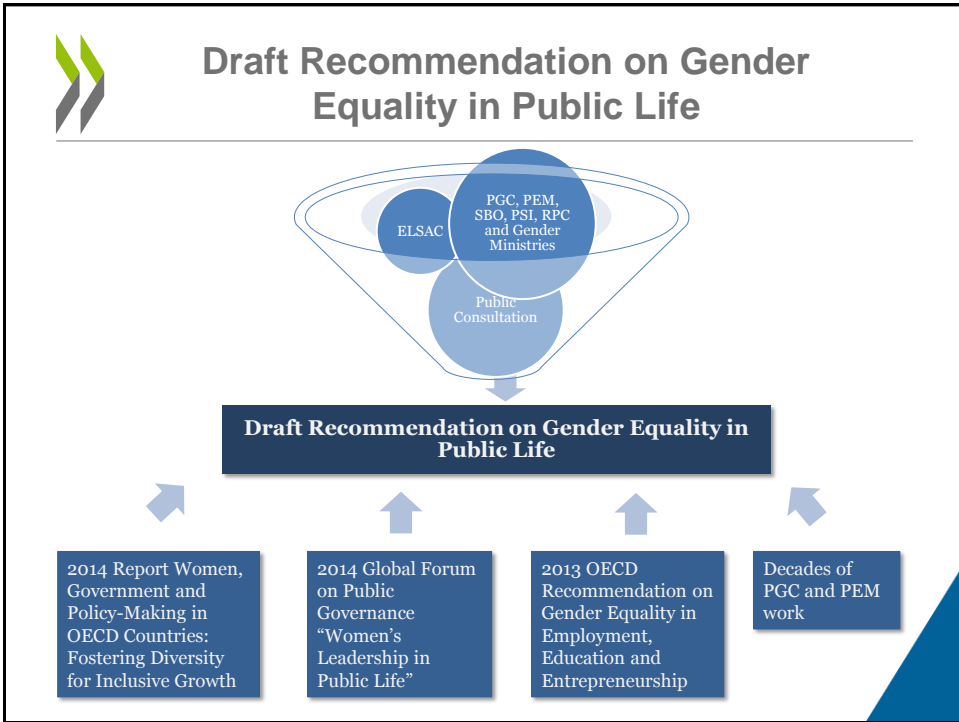 Draft Recommendation on Gender
Equality in Public Life
ELSAC
PGC, PEM,
SBO, PSI, RPC
and Gender
Ministries
Public
Consultation
Draft Recommendation on Gender Equality in
Public Life
2014 Report Women,
Government and
Policy-Making in
OECD Countries:
Fostering Diversity
for Inclusive Growth
2014 Global Forum
on Public
Governance
“Women’s
Leadership in
Public Life”
2013 OECD
Recommendation on
Gender Equality in
Employment,
Education and
Entrepreneurship
Decades of
PGC and PEM
work